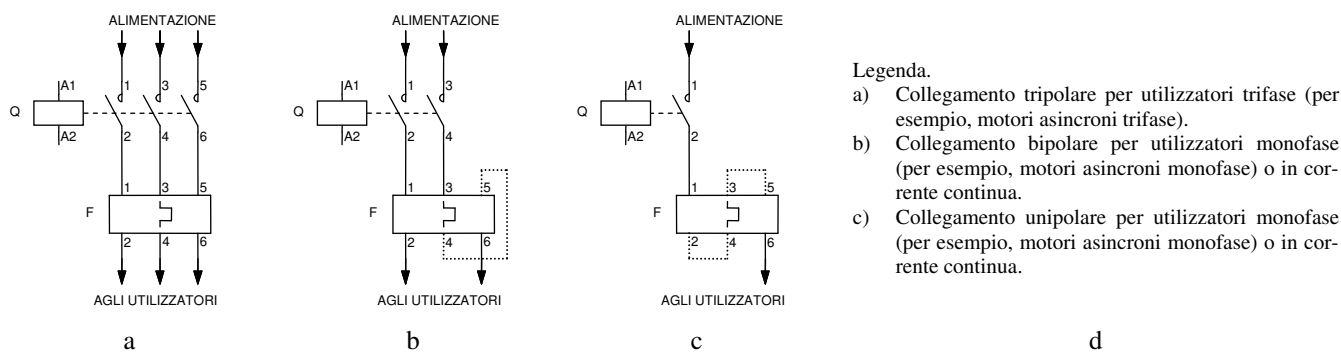 ALIMENTAZIONE
A1
Q
A2
1 3 5
2 4 6
1 3 5
F
2 4 6
AGLI UTILIZZATORI
a
ALIMENTAZIONE
A1
Q
A2
1 3
2 4
1 3 5
F
2 4 6
AGLI UTILIZZATORI
b
ALIMENTAZIONE
A1
Q
A2
1
2
1 3 5
F
2 4 6
AGLI UTILIZZATORI
c
Legenda.
a) Collegamento tripolare per utilizzatori trifase (per
esempio, motori asincroni trifase).
b) Collegamento bipolare per utilizzatori monofase
(per esempio, motori asincroni monofase) o in cor-
rente continua.
c) Collegamento unipolare per utilizzatori monofase
(per esempio, motori asincroni monofase) o in cor-
rente continua.
d